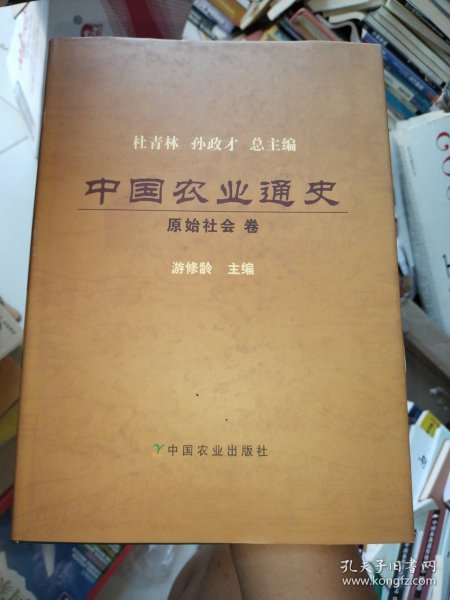 杜青林 孙政才 总主编
中国农业通史
原始社会 卷
游修龄 主编
中国农业出版社
孔夫子旧书网
www.kongfz.com